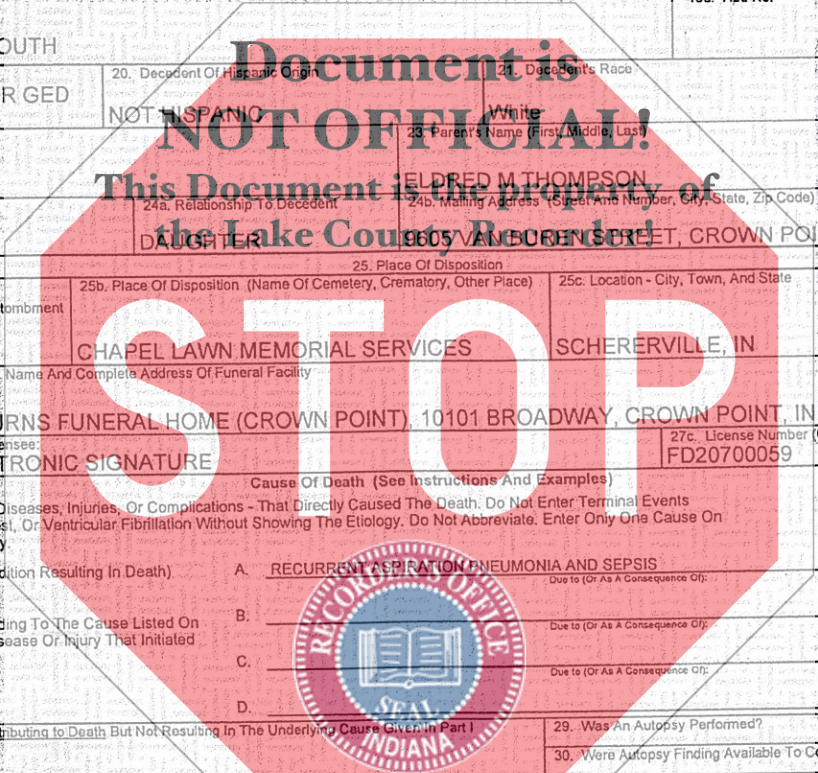 OUTH
Document is
20. Decedent Of Hispanic Origin
21. Decedent's Race
R GED
NOT HISPANIC
White
NOT OFFICIAL!
23. Parent's Name (First, Middle, Last)
ELDRED M THOMPSON
This Document is the property of
24a. Relationship To Decedent
24b. Mailing Address (Street And Number, City, State, Zip Code)
the Lake County Recorder!
DAUGHTER
9605 VAN BUREN STREET, CROWN POI
25. Place Of Disposition
25b. Place Of Disposition (Name Of Cemetery, Crematory, Other Place)
25c. Location - City, Town, And State
tombment
STOP
CHAPEL LAWN MEMORIAL SERVICES
SCHERERVILLE, IN
Name And Complete Address Of Funeral Facility
URNS FUNERAL HOME (CROWN POINT), 10101 BROADWAY, CROWN POINT, IN
ensee:
27c. License Number (
TRONIC SIGNATURE
FD20700059
Cause Of Death (See Instructions And Examples)
Diseases, Injuries, Or Complications - That Directly Caused The Death. Do Not Enter Terminal Events
st, Or Ventricular Fibrillation Without Showing The Etiology. Do Not Abbreviate. Enter Only One Cause On
y
dition Resulting In Death)
A. RECURRENT ASPIRATION PNEUMONIA AND SEPSIS
Due to (Or As A Consequence Of):
ding To The Cause Listed On
B.
Due to (Or As A Consequence Of):
sease Or Injury That Initiated
C.
Due to (Or As A Consequence Of):
D.
RECORDER'S OFFICE
SEAL
INDIANA
tributing to Death But Not Resulting In The Underlying Cause Given In Part I
29. Was An Autopsy Performed?
30. Were Autopsy Finding Available To Co